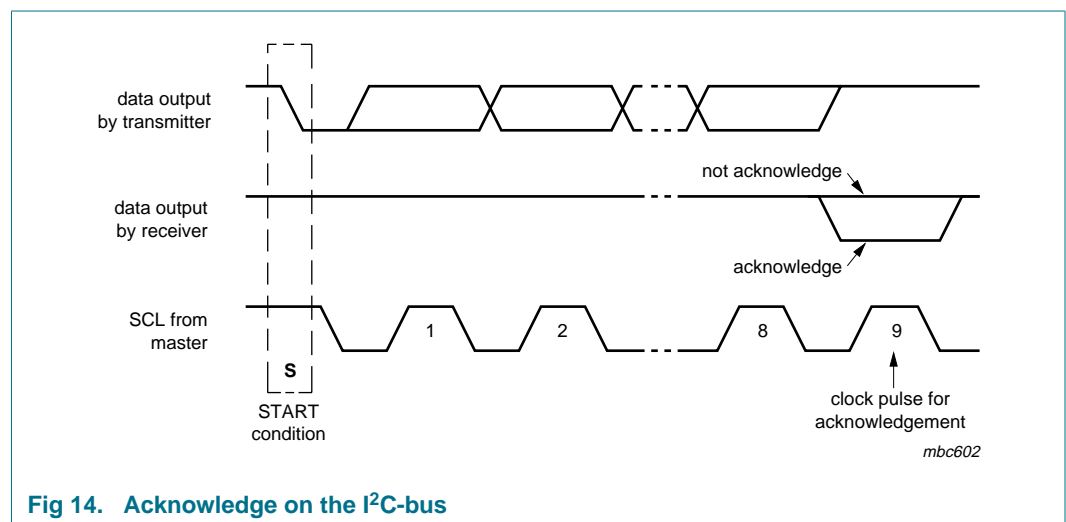 data output
by transmitter
not acknowledge
data output
by receiver
acknowledge
SCL from
master
1
2
8
9
S
START
condition
clock pulse for
acknowledgement
mbc602
Fig 14. Acknowledge on the I²C-bus